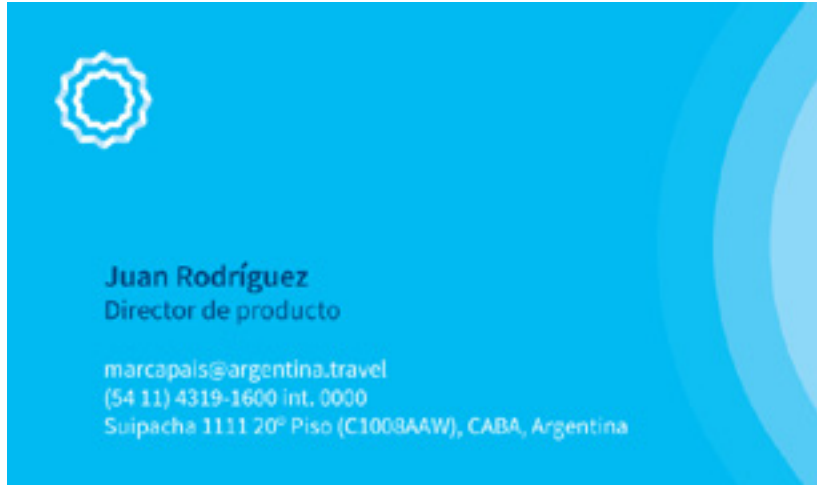 Juan Rodríguez
Director de producto
marcapais@argentina.travel
(54 11) 4319-1600 int. 0000
Suipacha 1111 20º Piso (C1008AAW), CABA, Argentina